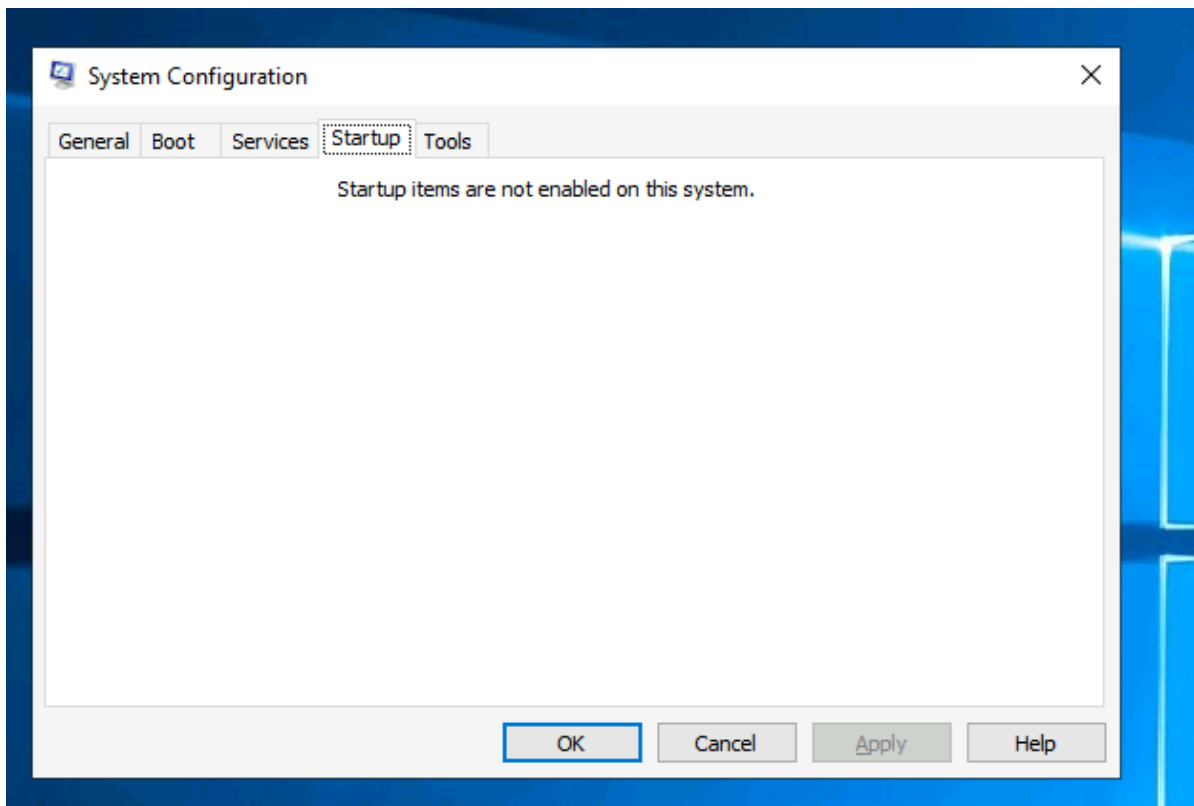 System Configuration
General Boot Services Startup Tools
Startup items are not enabled on this system.
OK Cancel Apply Help